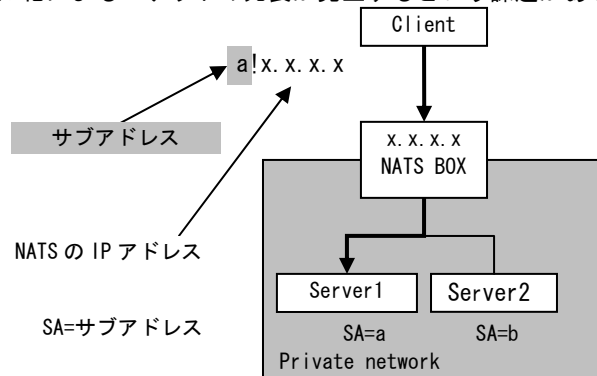 Client
a!x.x.x.x
サブアドレス
x.x.x.x
NATS BOX
NATS の IP アドレス
Server1
Server2
SA=サブアドレス
SA=a
SA=b
Private network